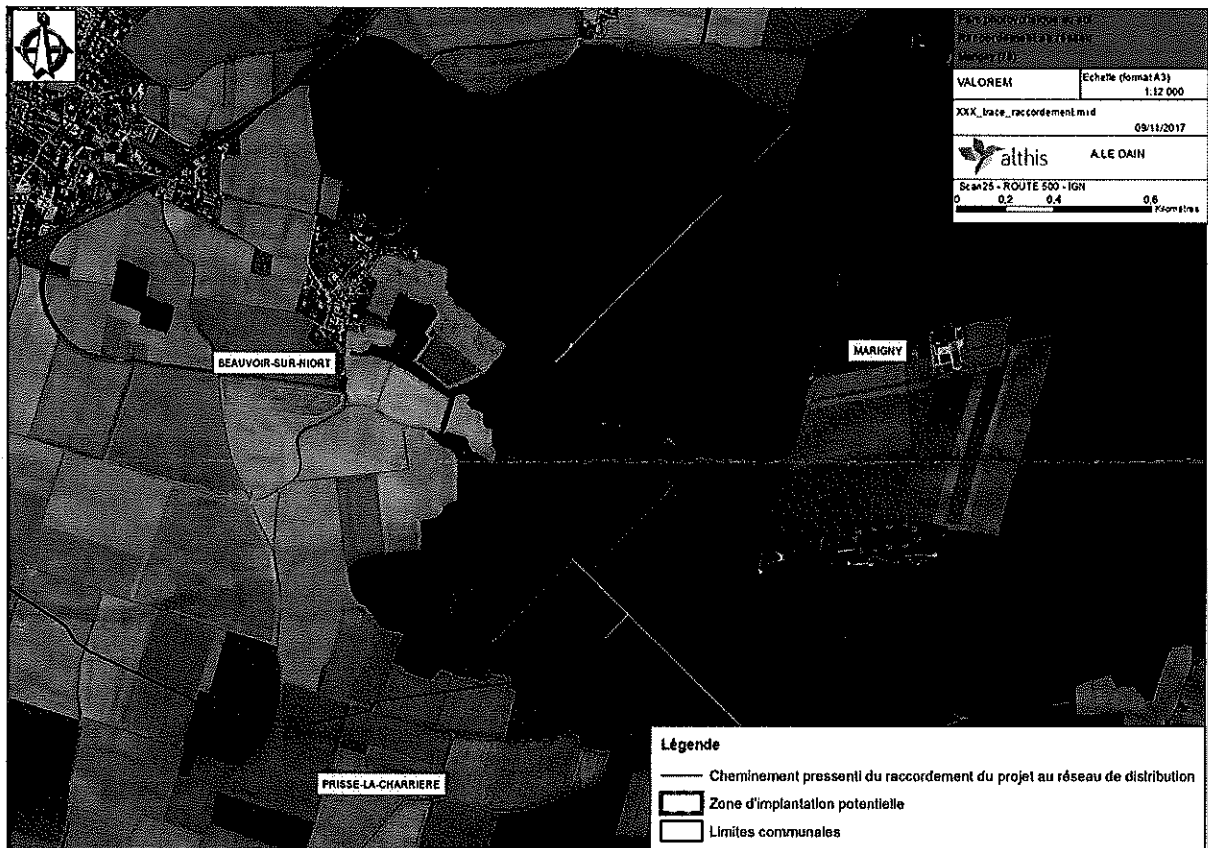 VALOREM
Echelle (format A3)
1:12 000
XXX_trace_raccordement.mxd
09/11/2017
althis
A.LE DAIN
Scan25 - ROUTE 500 - IGN
0 0,2 0,4 0,6
Kilomètres
BEAUVOIR-SUR-NIORT
MARIGNY
PRISSE-LA-CHARRIERE
Légende
Cheminement pressenti du raccordement du projet au réseau de distribution
Zone d'implantation potentielle
Limites communales